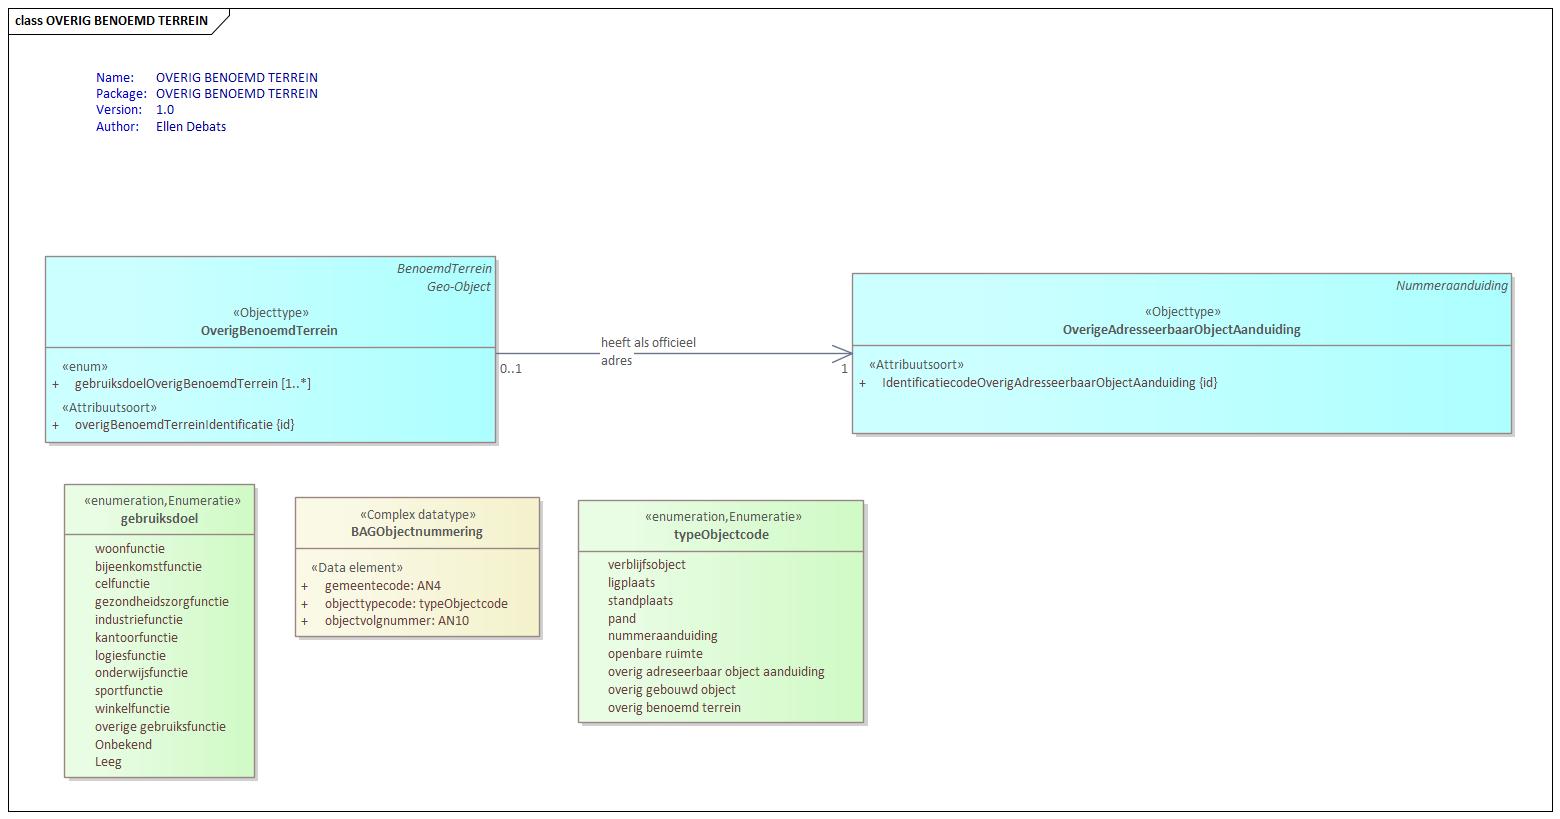 class OVERIG BENOEMD TERREIN
Name: OVERIG BENOEMD TERREIN
Package: OVERIG BENOEMD TERREIN
Version: 1.0
Author: Ellen Debats
BenoemdTerrein
Geo-Object
«Objecttype»
OverigBenoemdTerrein
«enum»
+ gebruiksdoelOverigBenoemdTerrein [1..*]
«Attribuutsoort»
+ overigBenoemdTerreinIdentificatie {id}
heeft als officieel
adres
0..1
1
Nummeraanduiding
«Objecttype»
OverigeAdresseerbaarObjectAanduiding
«Attribuutsoort»
+ IdentificatiecodeOverigAdresseerbaarObjectAanduiding {id}
«enumeration,Enumeratie»
gebruiksdoel
woonfunctie
bijeenkomstfunctie
celfunctie
gezondheidszorgfunctie
industriefunctie
kantoorfunctie
logiesfunctie
onderwijsfunctie
sportfunctie
winkelfunctie
overige gebruiksfunctie
Onbekend
Leeg
«Complex datatype»
BAGObjectnummering
«Data element»
+ gemeentecode: AN4
+ objecttypecode: typeObjectcode
+ objectvolgnummer: AN10
«enumeration,Enumeratie»
typeObjectcode
verblijfsobject
ligplaats
standplaats
pand
nummeraanduiding
openbare ruimte
overig adreseerbaar object aanduiding
overig gebouwd object
overig benoemd terrein